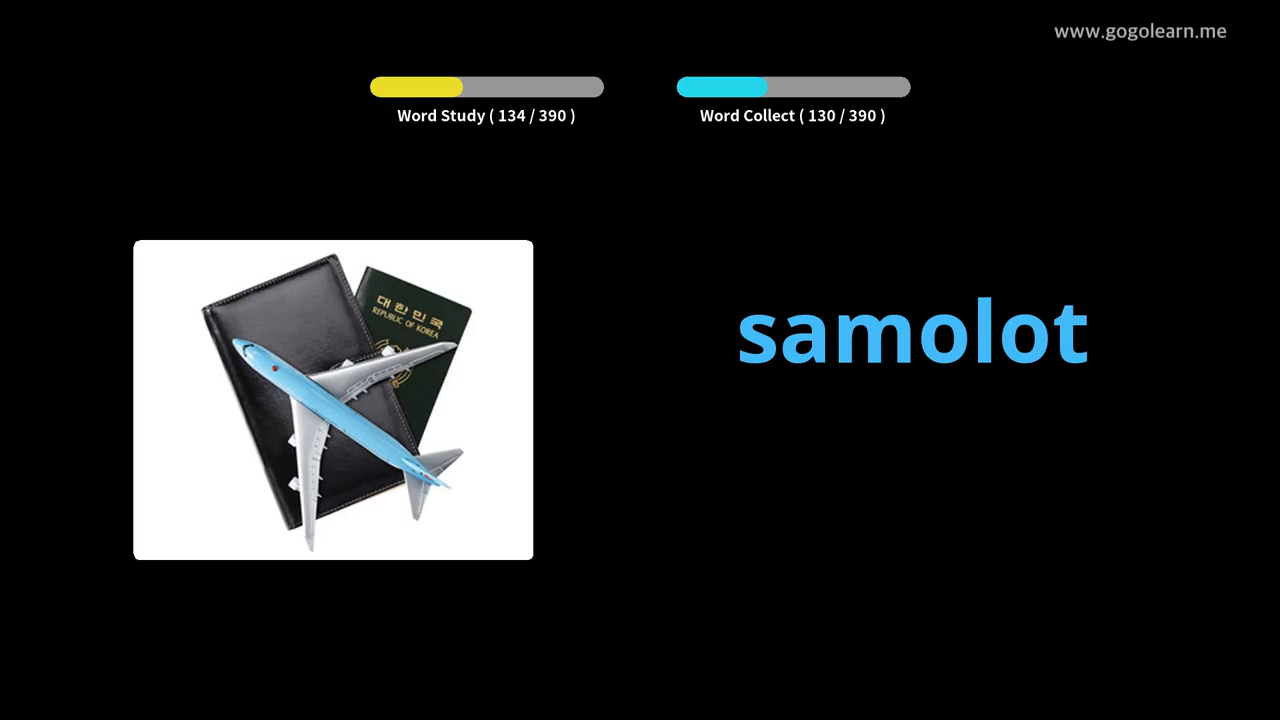 www.gogolearn.me
Word Study ( 134 / 390 )
Word Collect ( 130 / 390 )
대한민국
REPUBLIC OF KOREA
samolot